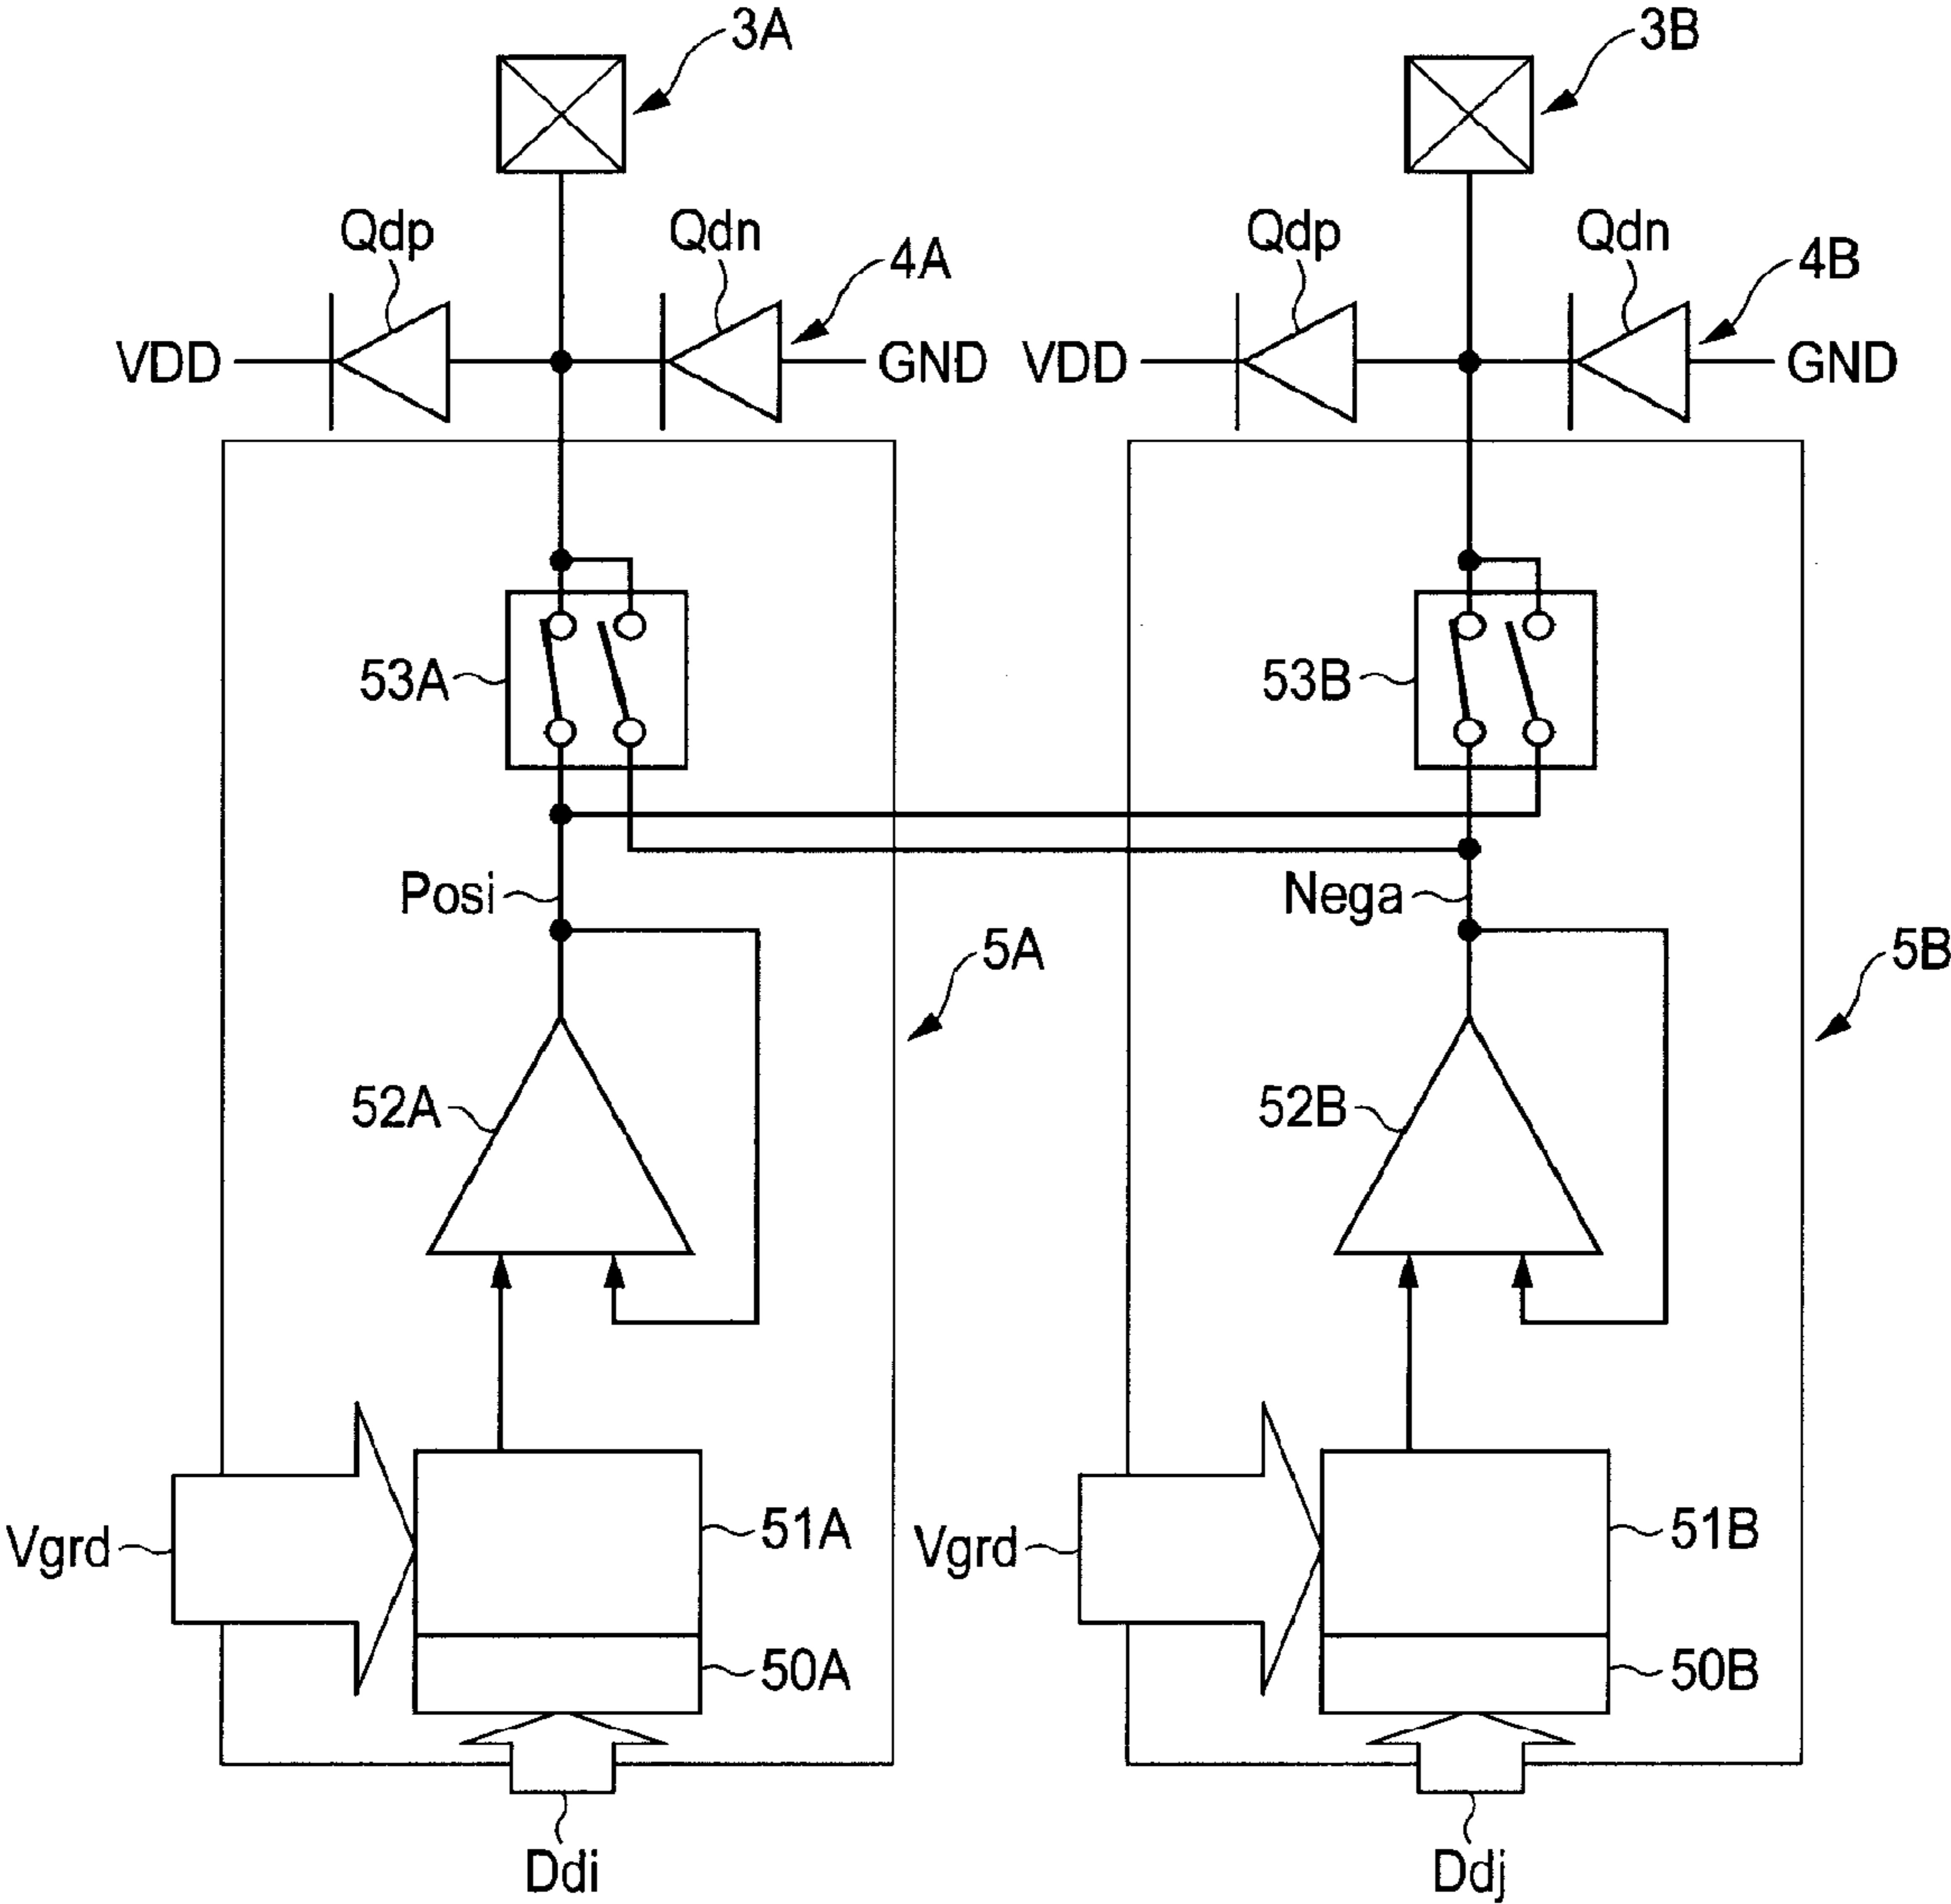 3A
3B
Qdp
Qdn
4A
Qdp
Qdn
4B
VDD
GND
VDD
GND
53A
53B
Posi
Nega
5A
5B
52A
52B
Vgrd
51A
Vgrd
51B
50A
50B
Ddi
Ddj